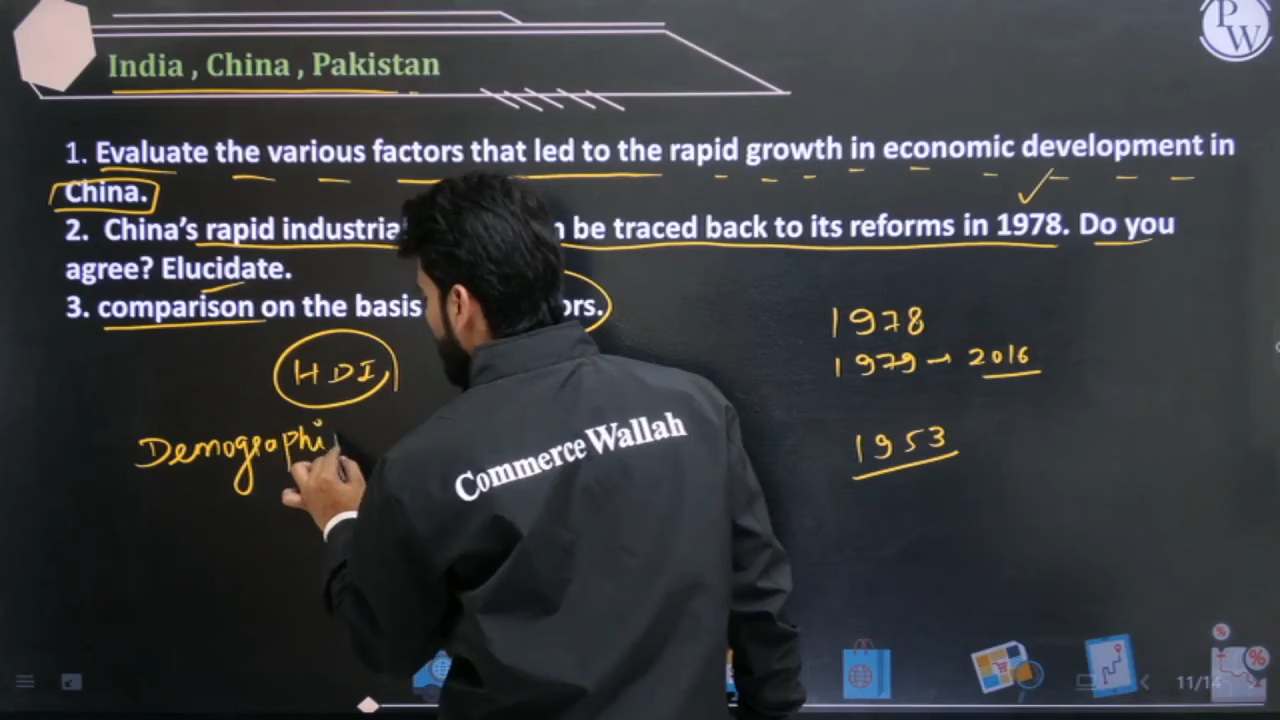 PW
India , China , Pakistan
1. Evaluate the various factors that led to the rapid growth in economic development in
China.
2. China's rapid industria be traced back to its reforms in 1978. Do you
agree? Elucidate.
3. comparison on the basis ors.
1978
1979 → 2016
HDI
Demographi
1953
Commerce Wallah
11/14